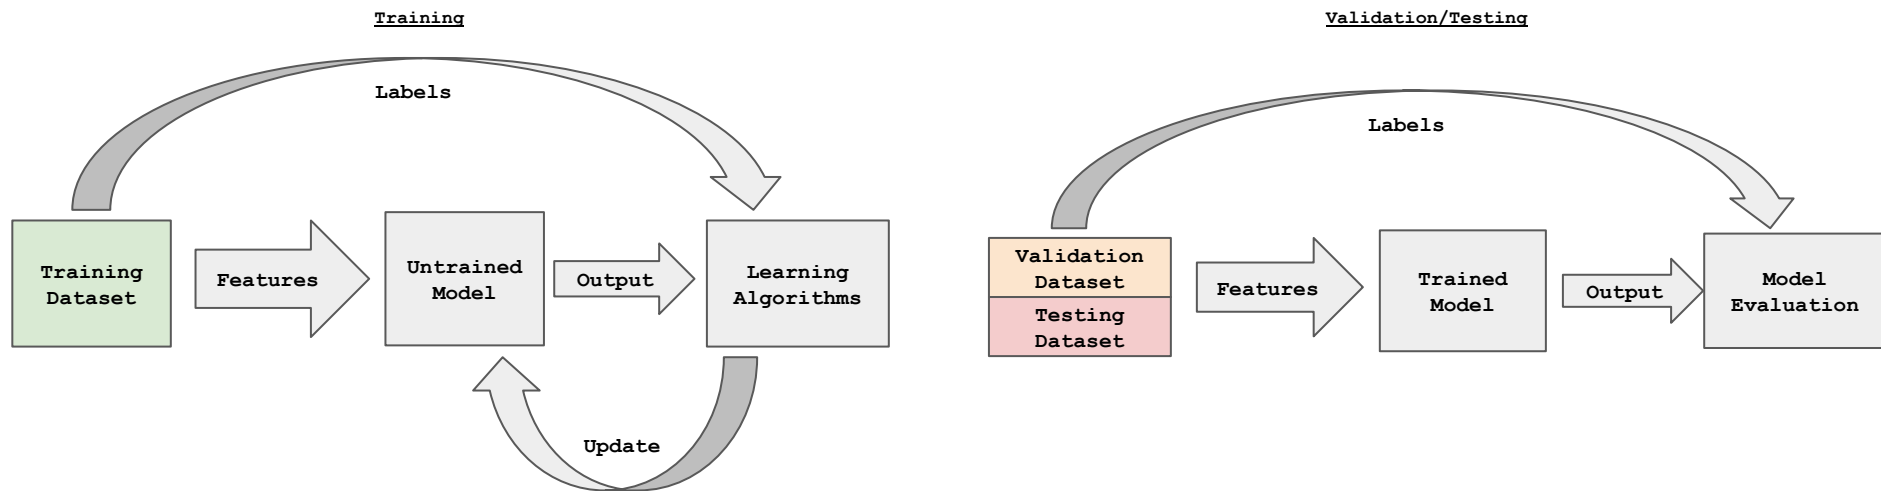 Training
Labels
Training
Dataset
Features
Untrained
Model
Output
Learning
Algorithms
Update
Validation/Testing
Labels
Validation
Dataset
Testing
Dataset
Features
Trained
Model
Output
Model
Evaluation